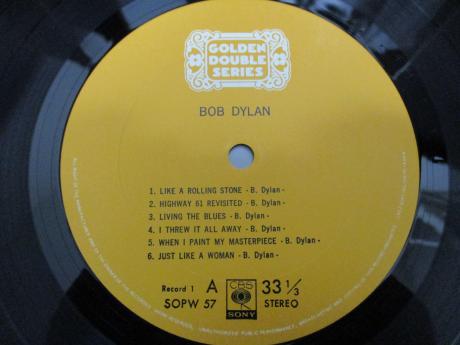 GOLDEN
DOUBLE
SERIES
BOB DYLAN
1. LIKE A ROLLING STONE - B. Dylan -
2. HIGHWAY 61 REVISITED - B. Dylan -
3. LIVING THE BLUES - B. Dylan -
4. I THREW IT ALL AWAY - B. Dylan -
5. WHEN I PAINT MY MASTERPIECE - B. Dylan -
6. JUST LIKE A WOMAN - B. Dylan -
Record 1 A CBS 33 1/3
SOPW 57 SONY STEREO